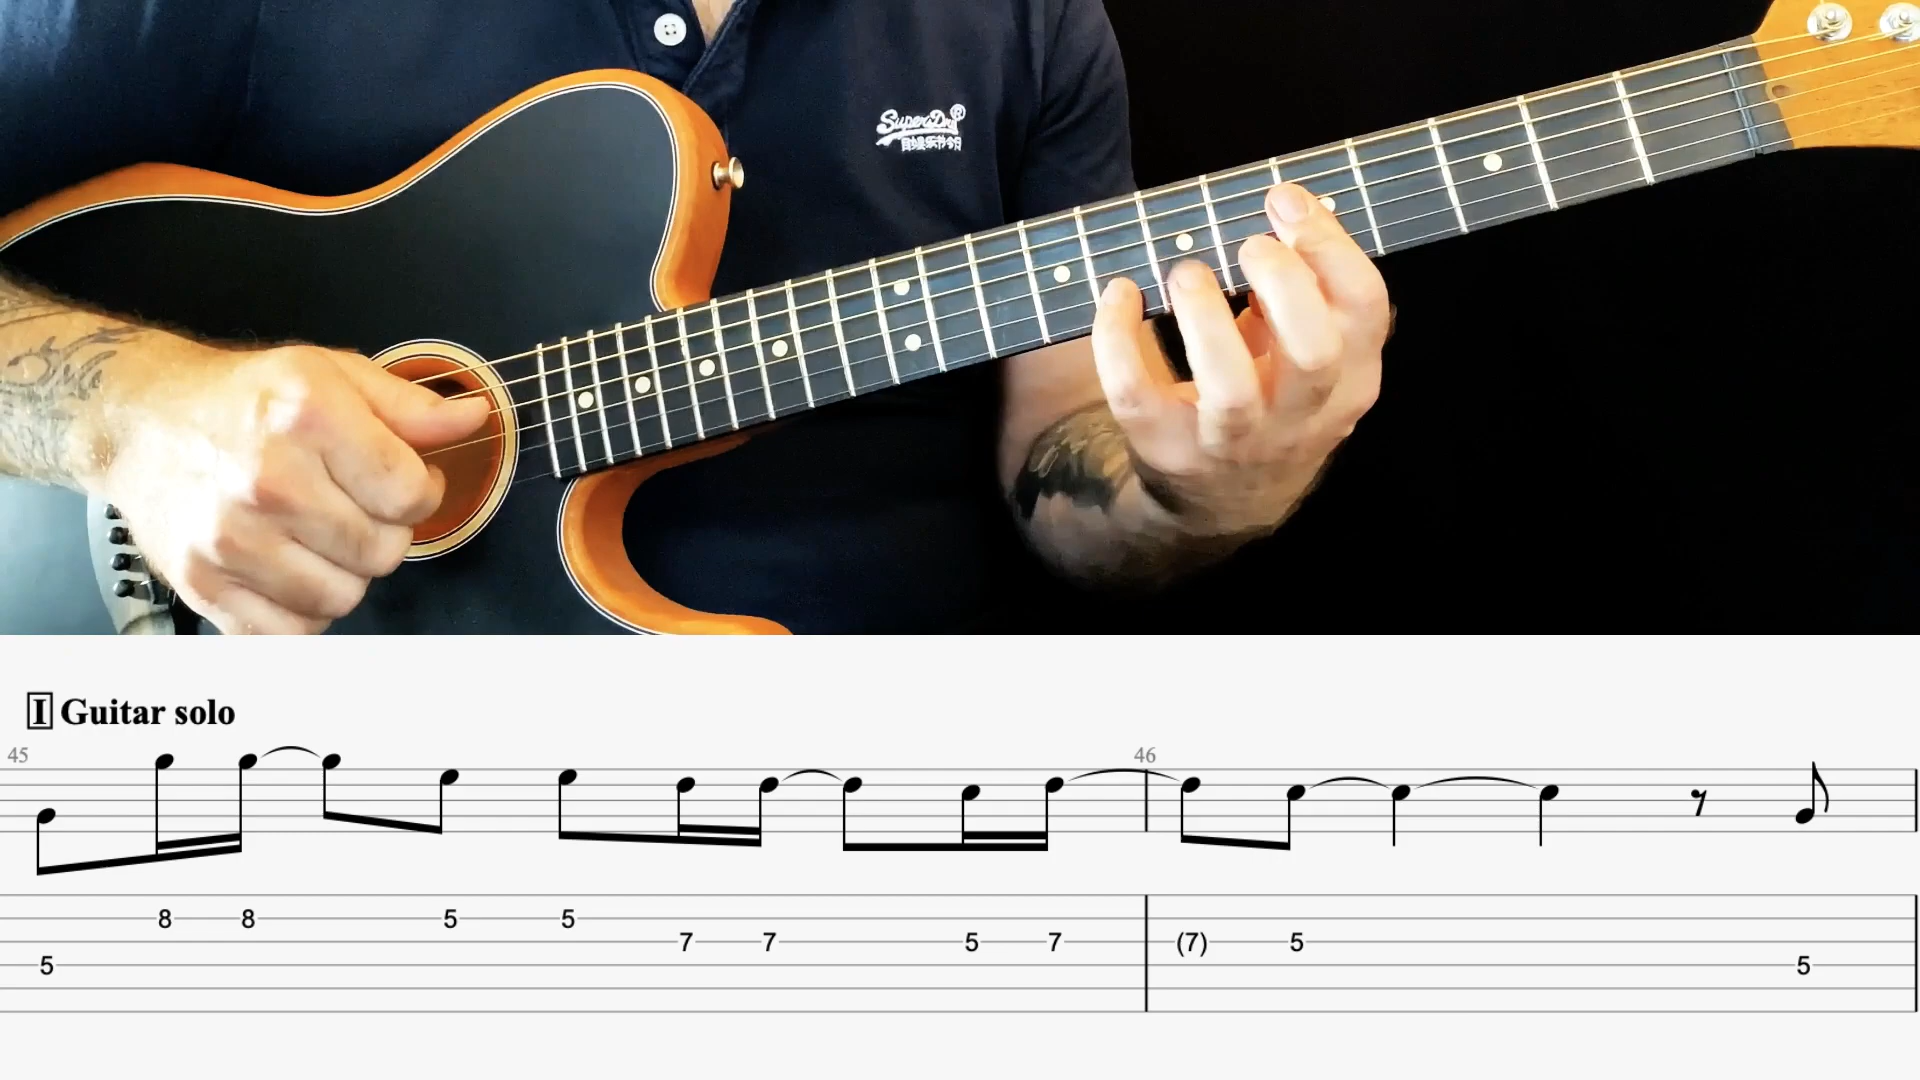 SuperDry®
I Guitar solo
45 46
8 8 5 5
7 7 5 7 (7) 5
5 5